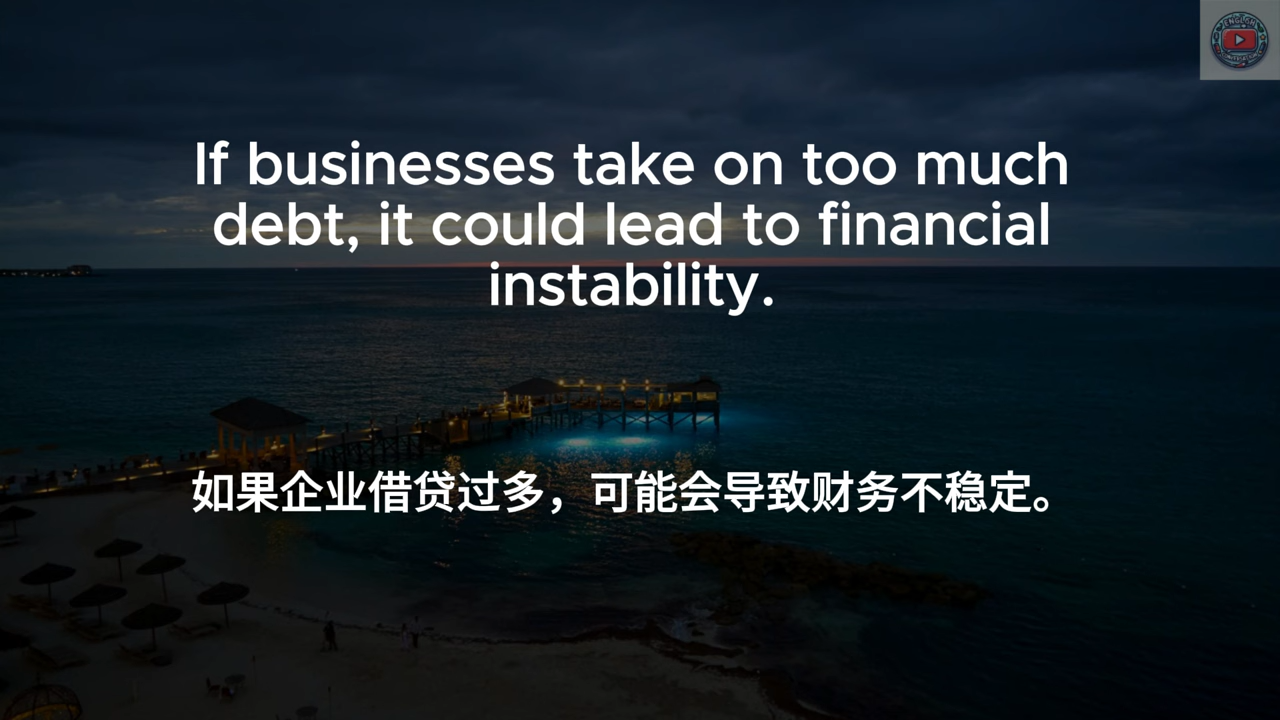 ENGLISH
If businesses take on too much
debt, it could lead to financial
instability.
如果企业借贷过多，可能会导致财务不稳定。